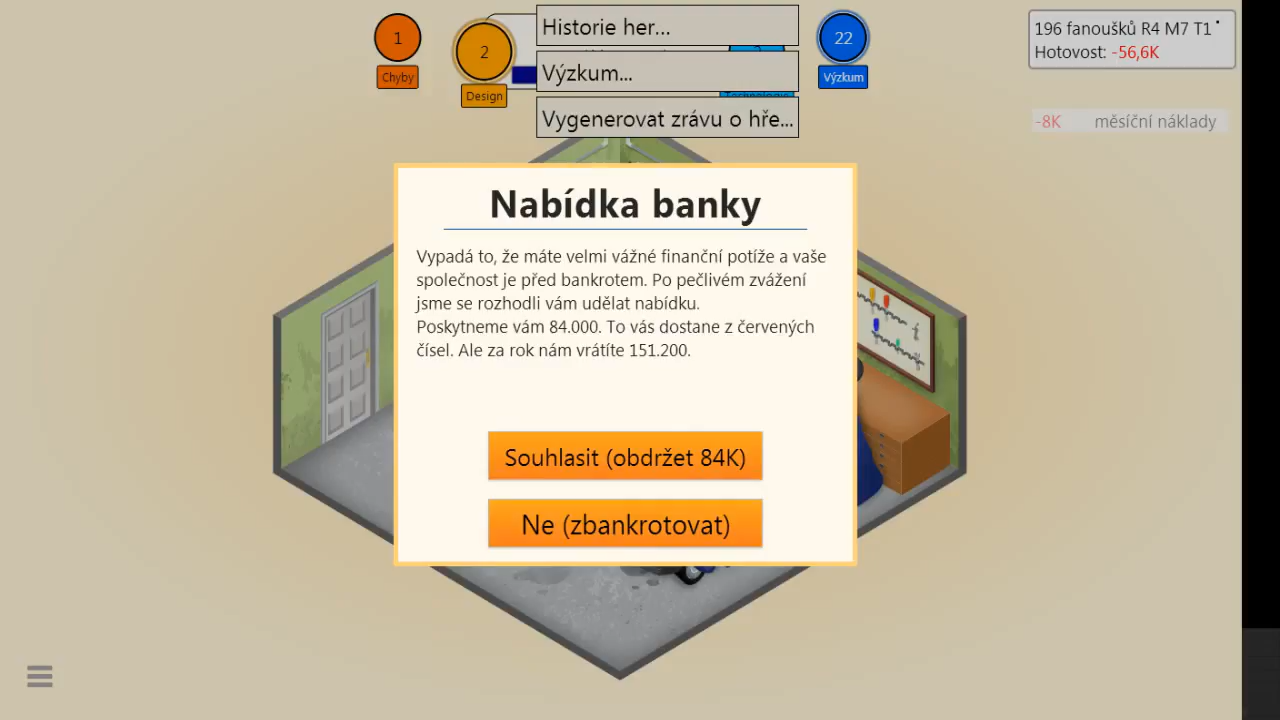 1
Chyby
2
Design
Historie her...
Výzkum...
Vygenerovat zrávu o hře...
22
Výzkum
196 fanoušků R4 M7 T1
Hotovost: -56,6K
-8K měsíční náklady
Nabídka banky
Vypadá to, že máte velmi vážné finanční potíže a vaše
společnost je před bankrotem. Po pečlivém zvážení
jsme se rozhodli vám udělat nabídku.
Poskytneme vám 84.000. To vás dostane z červených
čísel. Ale za rok nám vrátíte 151.200.
Souhlasit (obdržet 84K)
Ne (zbankrotovat)